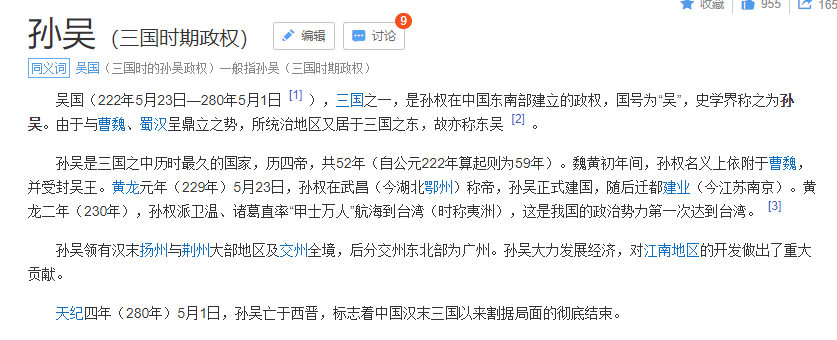 收藏 955 165
孙吴（三国时期政权） 编辑 讨论 9
同义词 吴国（三国时的孙吴政权）一般指孙吴（三国时期政权）
吴国（222年5月23日—280年5月1日 [1] ），三国之一，是孙权在中国东南部建立的政权，国号为“吴”，史学界称之为孙
吴。由于与曹魏、蜀汉呈鼎立之势，所统治地区又居于三国之东，故亦称东吴 [2] 。
孙吴是三国之中历时最久的国家，历四帝，共52年（自公元222年算起则为59年）。魏黄初年间，孙权名义上依附于曹魏，
并受封吴王。黄龙元年（229年）5月23日，孙权在武昌（今湖北鄂州）称帝，孙吴正式建国，随后迁都建业（今江苏南京）。黄
龙二年（230年），孙权派卫温、诸葛直率“甲士万人”航海到台湾（时称夷洲），这是我国的政治势力第一次达到台湾。 [3]
孙吴领有汉末扬州与荆州大部地区及交州全境，后分交州东北部为广州。孙吴大力发展经济，对江南地区的开发做出了重大
贡献。
天纪四年（280年）5月1日，孙吴亡于西晋，标志着中国汉末三国以来割据局面的彻底结束。